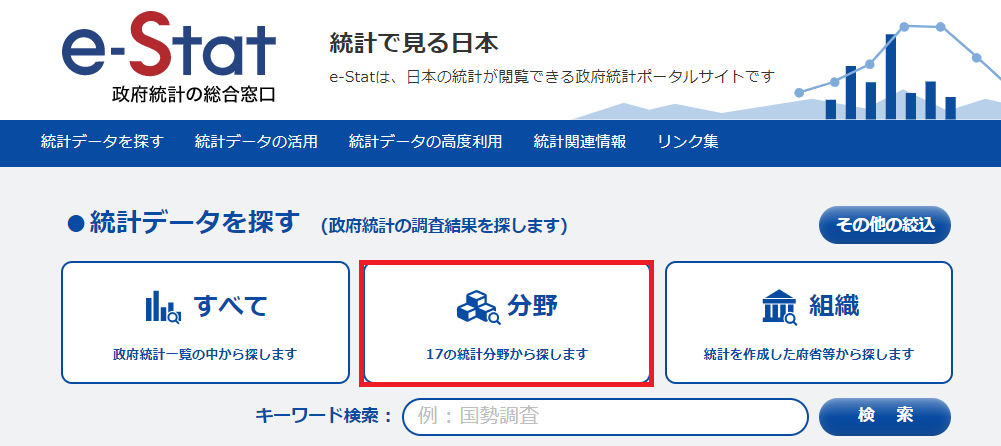 e-Stat
政府統計の総合窓口
統計で見る日本
e-Statは、日本の統計が閲覧できる政府統計ポータルサイトです
統計データを探す 統計データの活用 統計データの高度利用 統計関連情報 リンク集
●統計データを探す (政府統計の調査結果を探します) その他の絞込
すべて
政府統計一覧の中から探します
分野
17の統計分野から探します
組織
統計を作成した府省等から探します
キーワード検索： 例：国勢調査 検 索